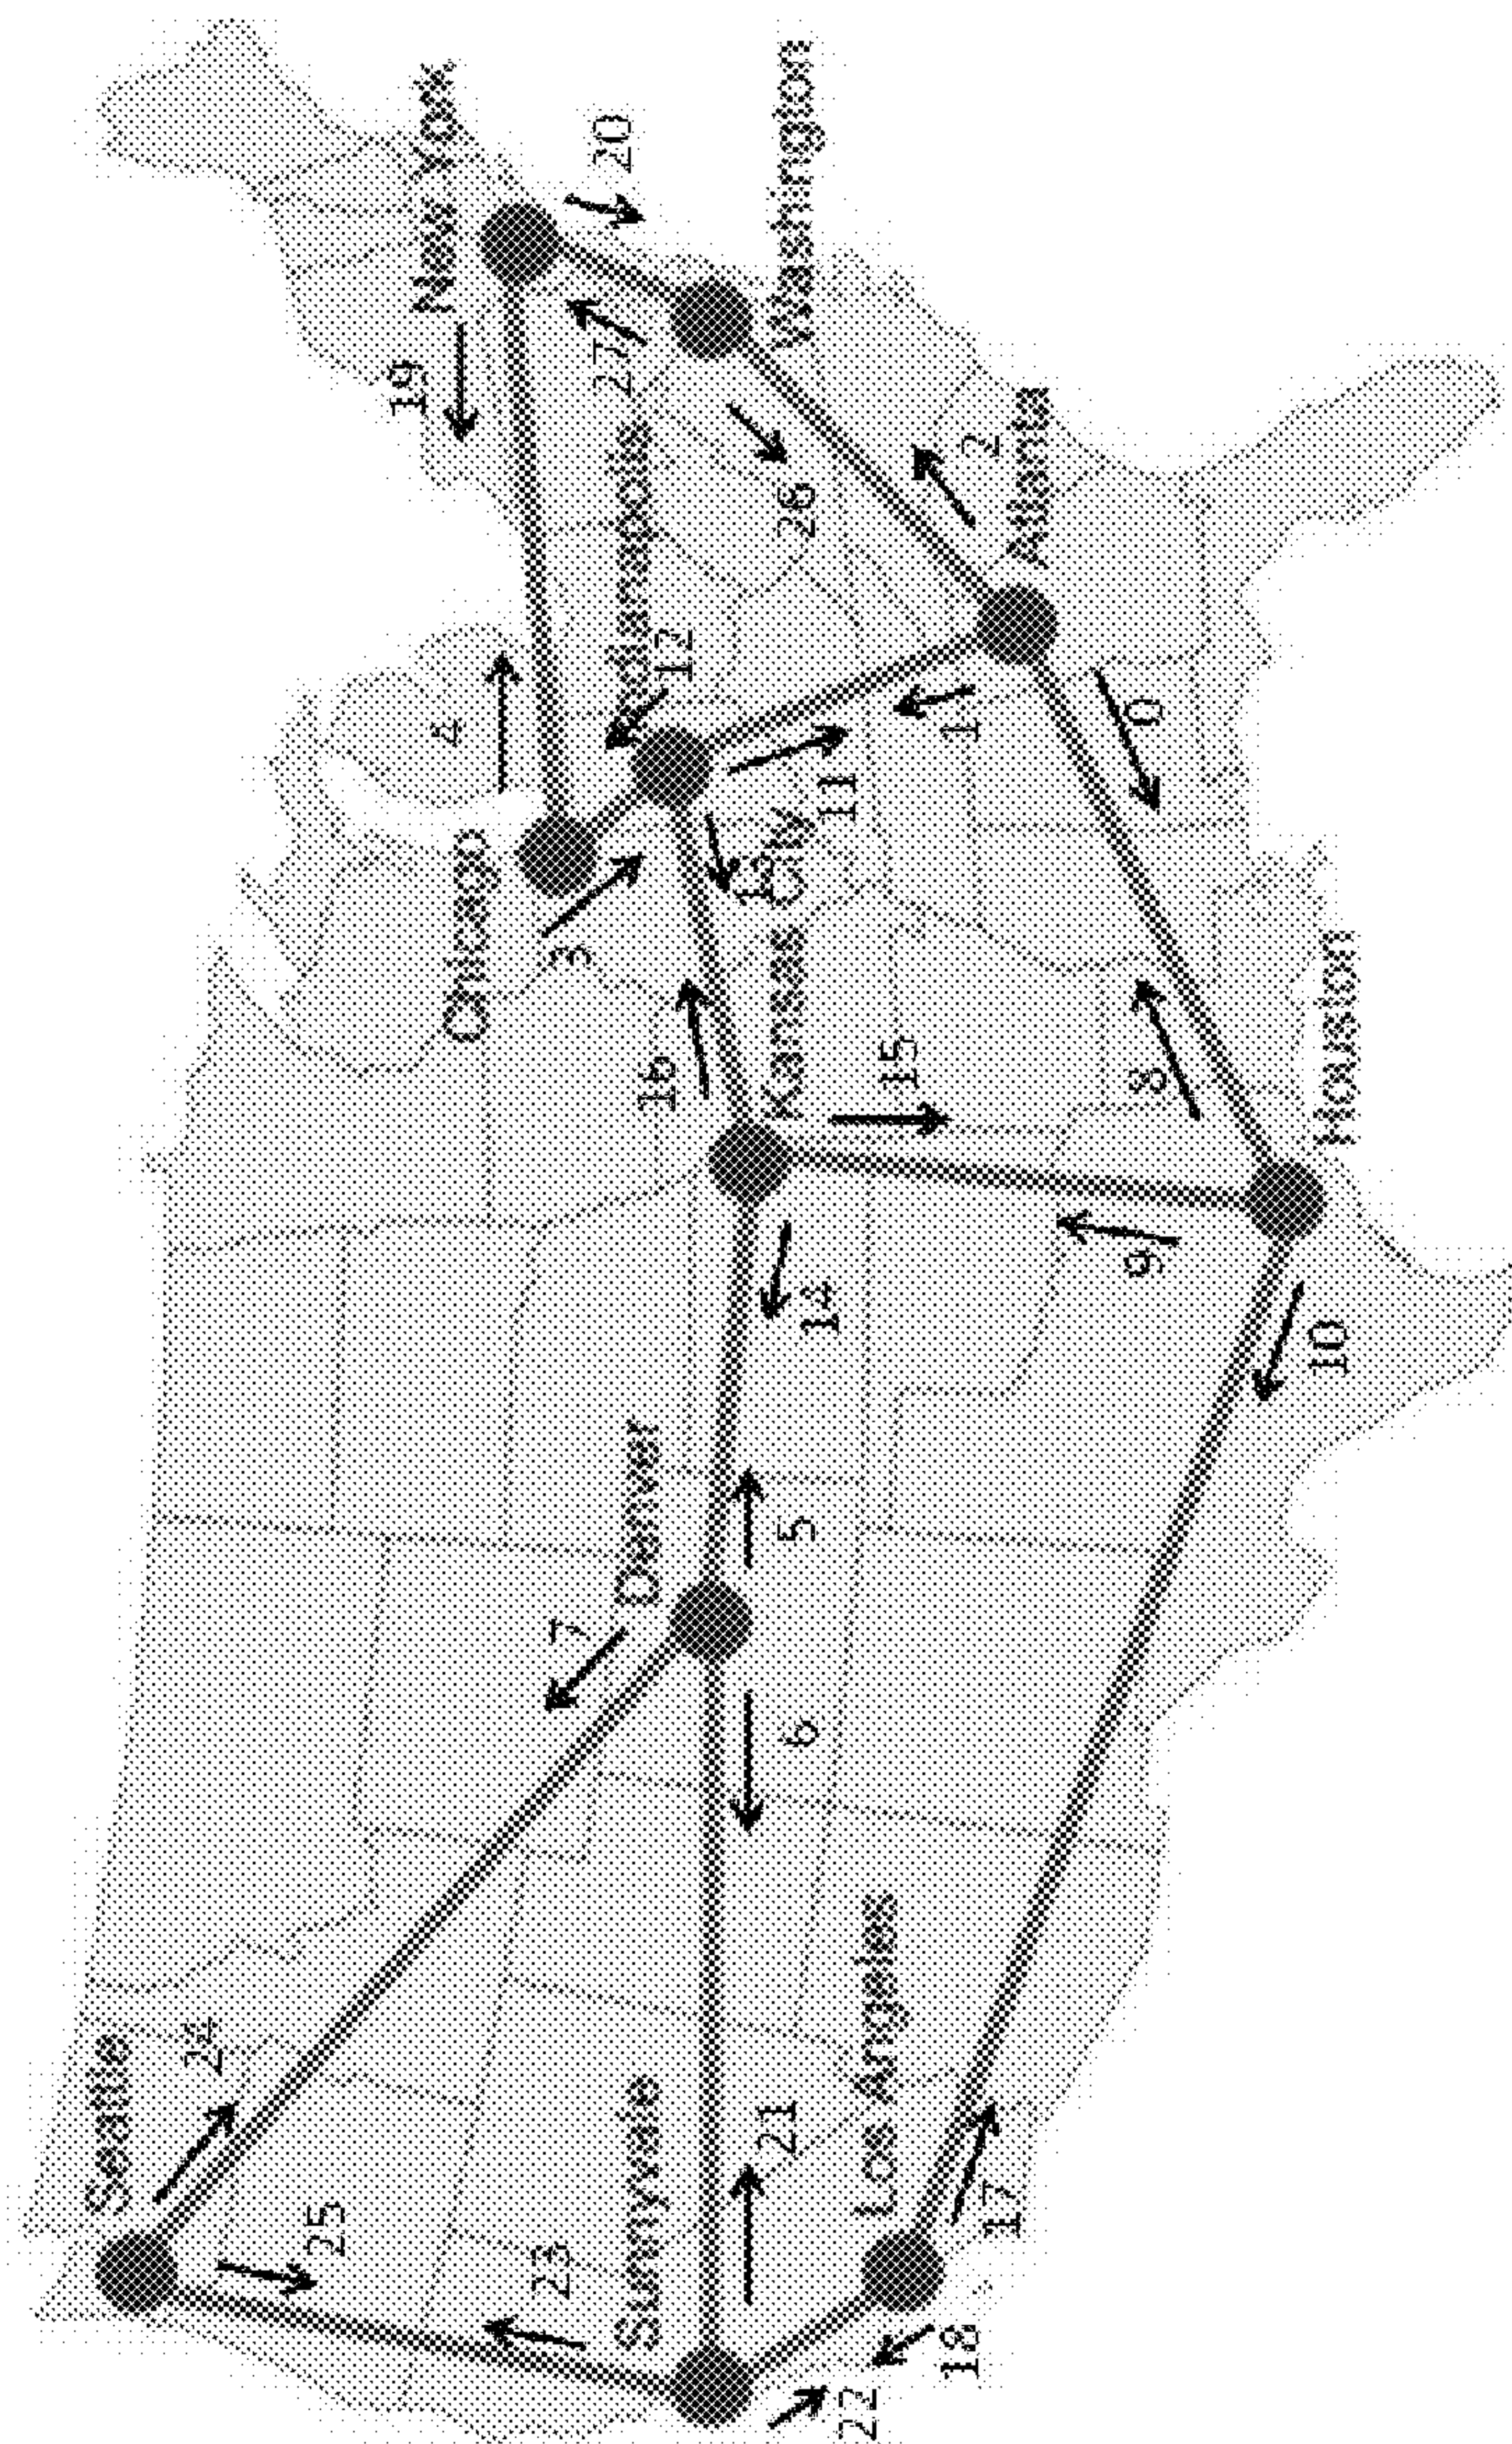 Seattle
24
25
23
Sunnyvale
21
22
18
Los Angeles
17
7
Denver
5
6
14
Kansas City
16
15
13
9
8
10
Houston
Chicago
3
4
Indianapolis
12
11
1
0
Atlanta
2
26
Washington
27
20
New York
19